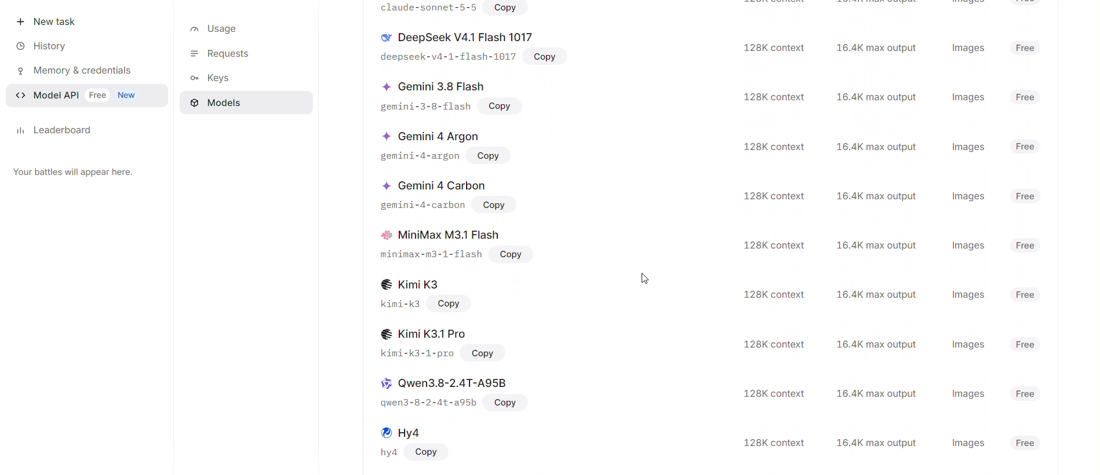 New task
History
Memory & credentials
Model API Free New
Leaderboard
Your battles will appear here.
Usage
Requests
Keys
Models
claude-sonnet-5-5 Copy
128K context 16.4K max output Images Free
DeepSeek V4.1 Flash 1017
deepseek-v4-1-flash-1017 Copy
128K context 16.4K max output Images Free
Gemini 3.8 Flash
gemini-3-8-flash Copy
128K context 16.4K max output Images Free
Gemini 4 Argon
gemini-4-argon Copy
128K context 16.4K max output Images Free
Gemini 4 Carbon
gemini-4-carbon Copy
128K context 16.4K max output Images Free
MiniMax M3.1 Flash
minimax-m3-1-flash Copy
128K context 16.4K max output Images Free
Kimi K3
kimi-k3 Copy
128K context 16.4K max output Images Free
Kimi K3.1 Pro
kimi-k3-1-pro Copy
128K context 16.4K max output Images Free
Qwen3.8-2.4T-A95B
qwen3-8-2-4t-a95b Copy
128K context 16.4K max output Images Free
Hy4
hy4 Copy
128K context 16.4K max output Images Free